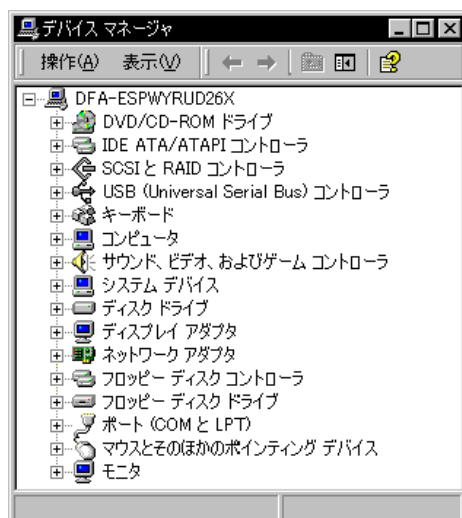 デバイス マネージャ
操作(A) 表示(V)
DFA-ESPWYRUD26X
DVD/CD-ROM ドライブ
IDE ATA/ATAPI コントローラ
SCSI と RAID コントローラ
USB (Universal Serial Bus) コントローラ
キーボード
コンピュータ
サウンド、ビデオ、およびゲーム コントローラ
システム デバイス
ディスク ドライブ
ディスプレイ アダプタ
ネットワーク アダプタ
フロッピー ディスク コントローラ
フロッピー ディスク ドライブ
ポート (COM と LPT)
マウスとそのほかのポインティング デバイス
モニタ